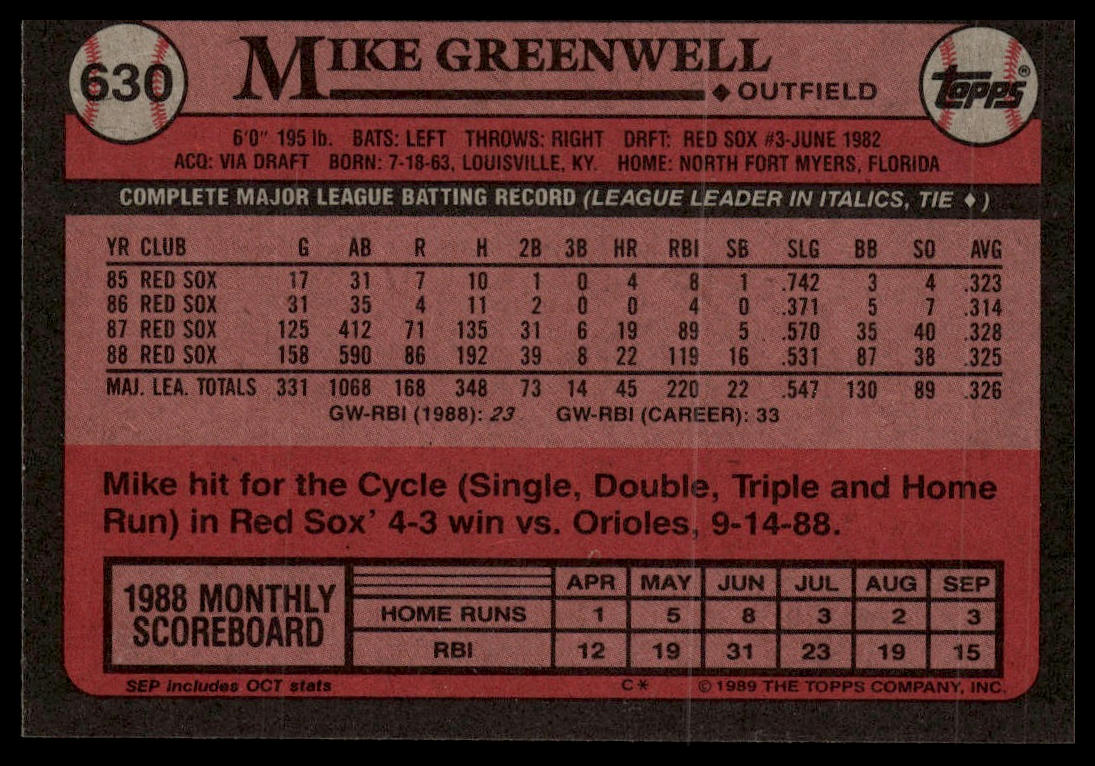 630
MIKE GREENWELL
◆ OUTFIELD
TOPPS®
6'0" 195 lb. BATS: LEFT THROWS: RIGHT DRFT: RED SOX #3-JUNE 1982
ACQ: VIA DRAFT BORN: 7-18-63, LOUISVILLE, KY. HOME: NORTH FORT MYERS, FLORIDA
COMPLETE MAJOR LEAGUE BATTING RECORD (LEAGUE LEADER IN ITALICS, TIE ♦)
YR CLUB G AB R H 2B 3B HR RBI SB SLG BB SO AVG
85 RED SOX 17 31 7 10 1 0 4 8 1 .742 3 4 .323
86 RED SOX 31 35 4 11 2 0 0 4 0 .371 5 7 .314
87 RED SOX 125 412 71 135 31 6 19 89 5 .570 35 40 .328
88 RED SOX 158 590 86 192 39 8 22 119 16 .531 87 38 .325
MAJ. LEA. TOTALS 331 1068 168 348 73 14 45 220 22 .547 130 89 .326
GW-RBI (1988): 23 GW-RBI (CAREER): 33
Mike hit for the Cycle (Single, Double, Triple and Home
Run) in Red Sox' 4-3 win vs. Orioles, 9-14-88.
1988 MONTHLY
SCOREBOARD
APR MAY JUN JUL AUG SEP
HOME RUNS 1 5 8 3 2 3
RBI 12 19 31 23 19 15
SEP includes OCT stats C* © 1989 THE TOPPS COMPANY, INC.